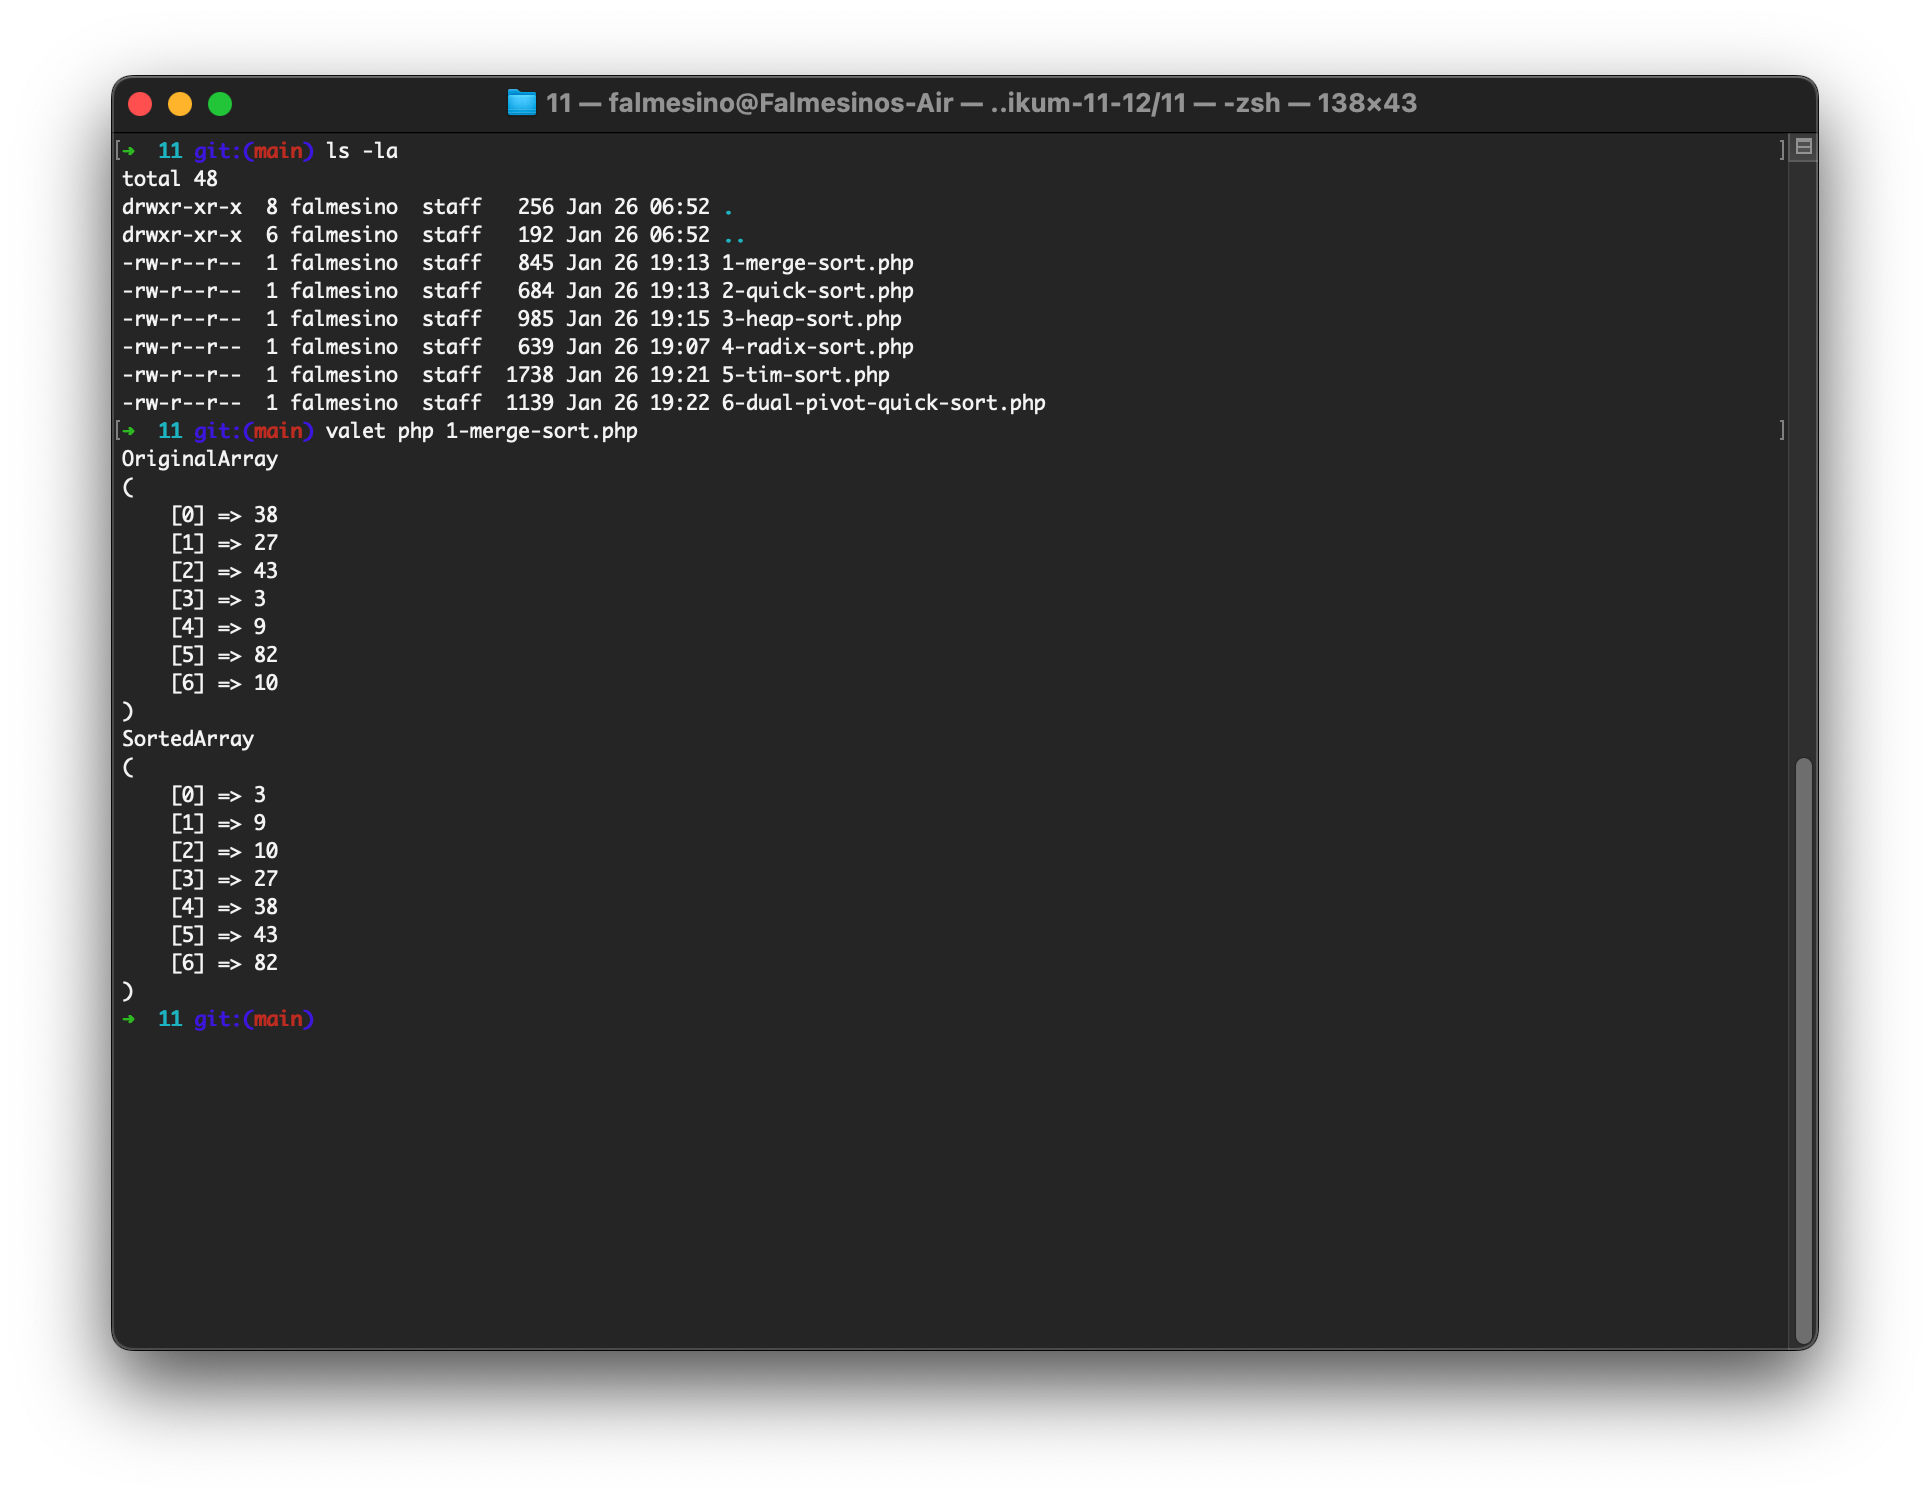 11 — falmesino@Falmesinos-Air — ..ikum-11-12/11 — -zsh — 138×43
[➜  11 git:(main) ls -la ]
total 48
drwxr-xr-x  8 falmesino  staff   256 Jan 26 06:52 .
drwxr-xr-x  6 falmesino  staff   192 Jan 26 06:52 ..
-rw-r--r--  1 falmesino  staff   845 Jan 26 19:13 1-merge-sort.php
-rw-r--r--  1 falmesino  staff   684 Jan 26 19:13 2-quick-sort.php
-rw-r--r--  1 falmesino  staff   985 Jan 26 19:15 3-heap-sort.php
-rw-r--r--  1 falmesino  staff   639 Jan 26 19:07 4-radix-sort.php
-rw-r--r--  1 falmesino  staff  1738 Jan 26 19:21 5-tim-sort.php
-rw-r--r--  1 falmesino  staff  1139 Jan 26 19:22 6-dual-pivot-quick-sort.php
[➜  11 git:(main) valet php 1-merge-sort.php ]
OriginalArray
(
    [0] => 38
    [1] => 27
    [2] => 43
    [3] => 3
    [4] => 9
    [5] => 82
    [6] => 10
)
SortedArray
(
    [0] => 3
    [1] => 9
    [2] => 10
    [3] => 27
    [4] => 38
    [5] => 43
    [6] => 82
)
➜  11 git:(main)